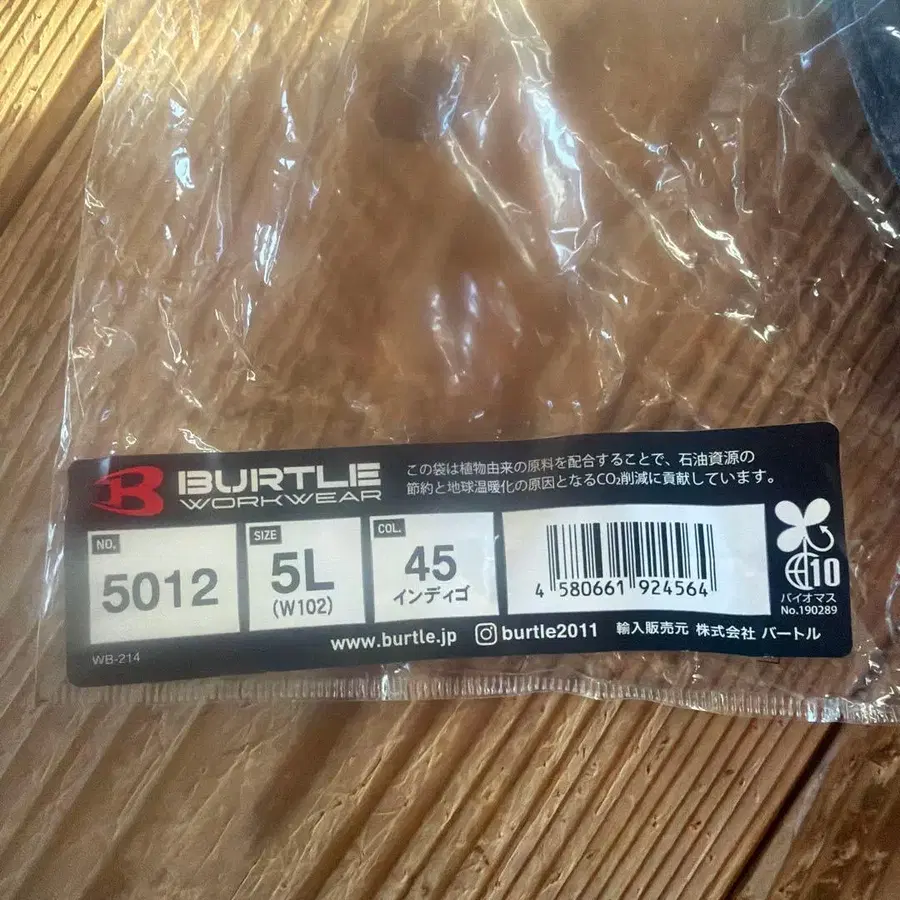 BURTLE
WORKWEAR
この袋は植物由来の原料を配合することで、石油資源の
節約と地球温暖化の原因となるCO₂削減に貢献しています。
NO.
5012
SIZE
5L
(W102)
COL.
45
インディゴ
4 580661 924564
10
バイオマス
No.190289
www.burtle.jp burtle2011 輸入販売元 株式会社 バートル
WB-214